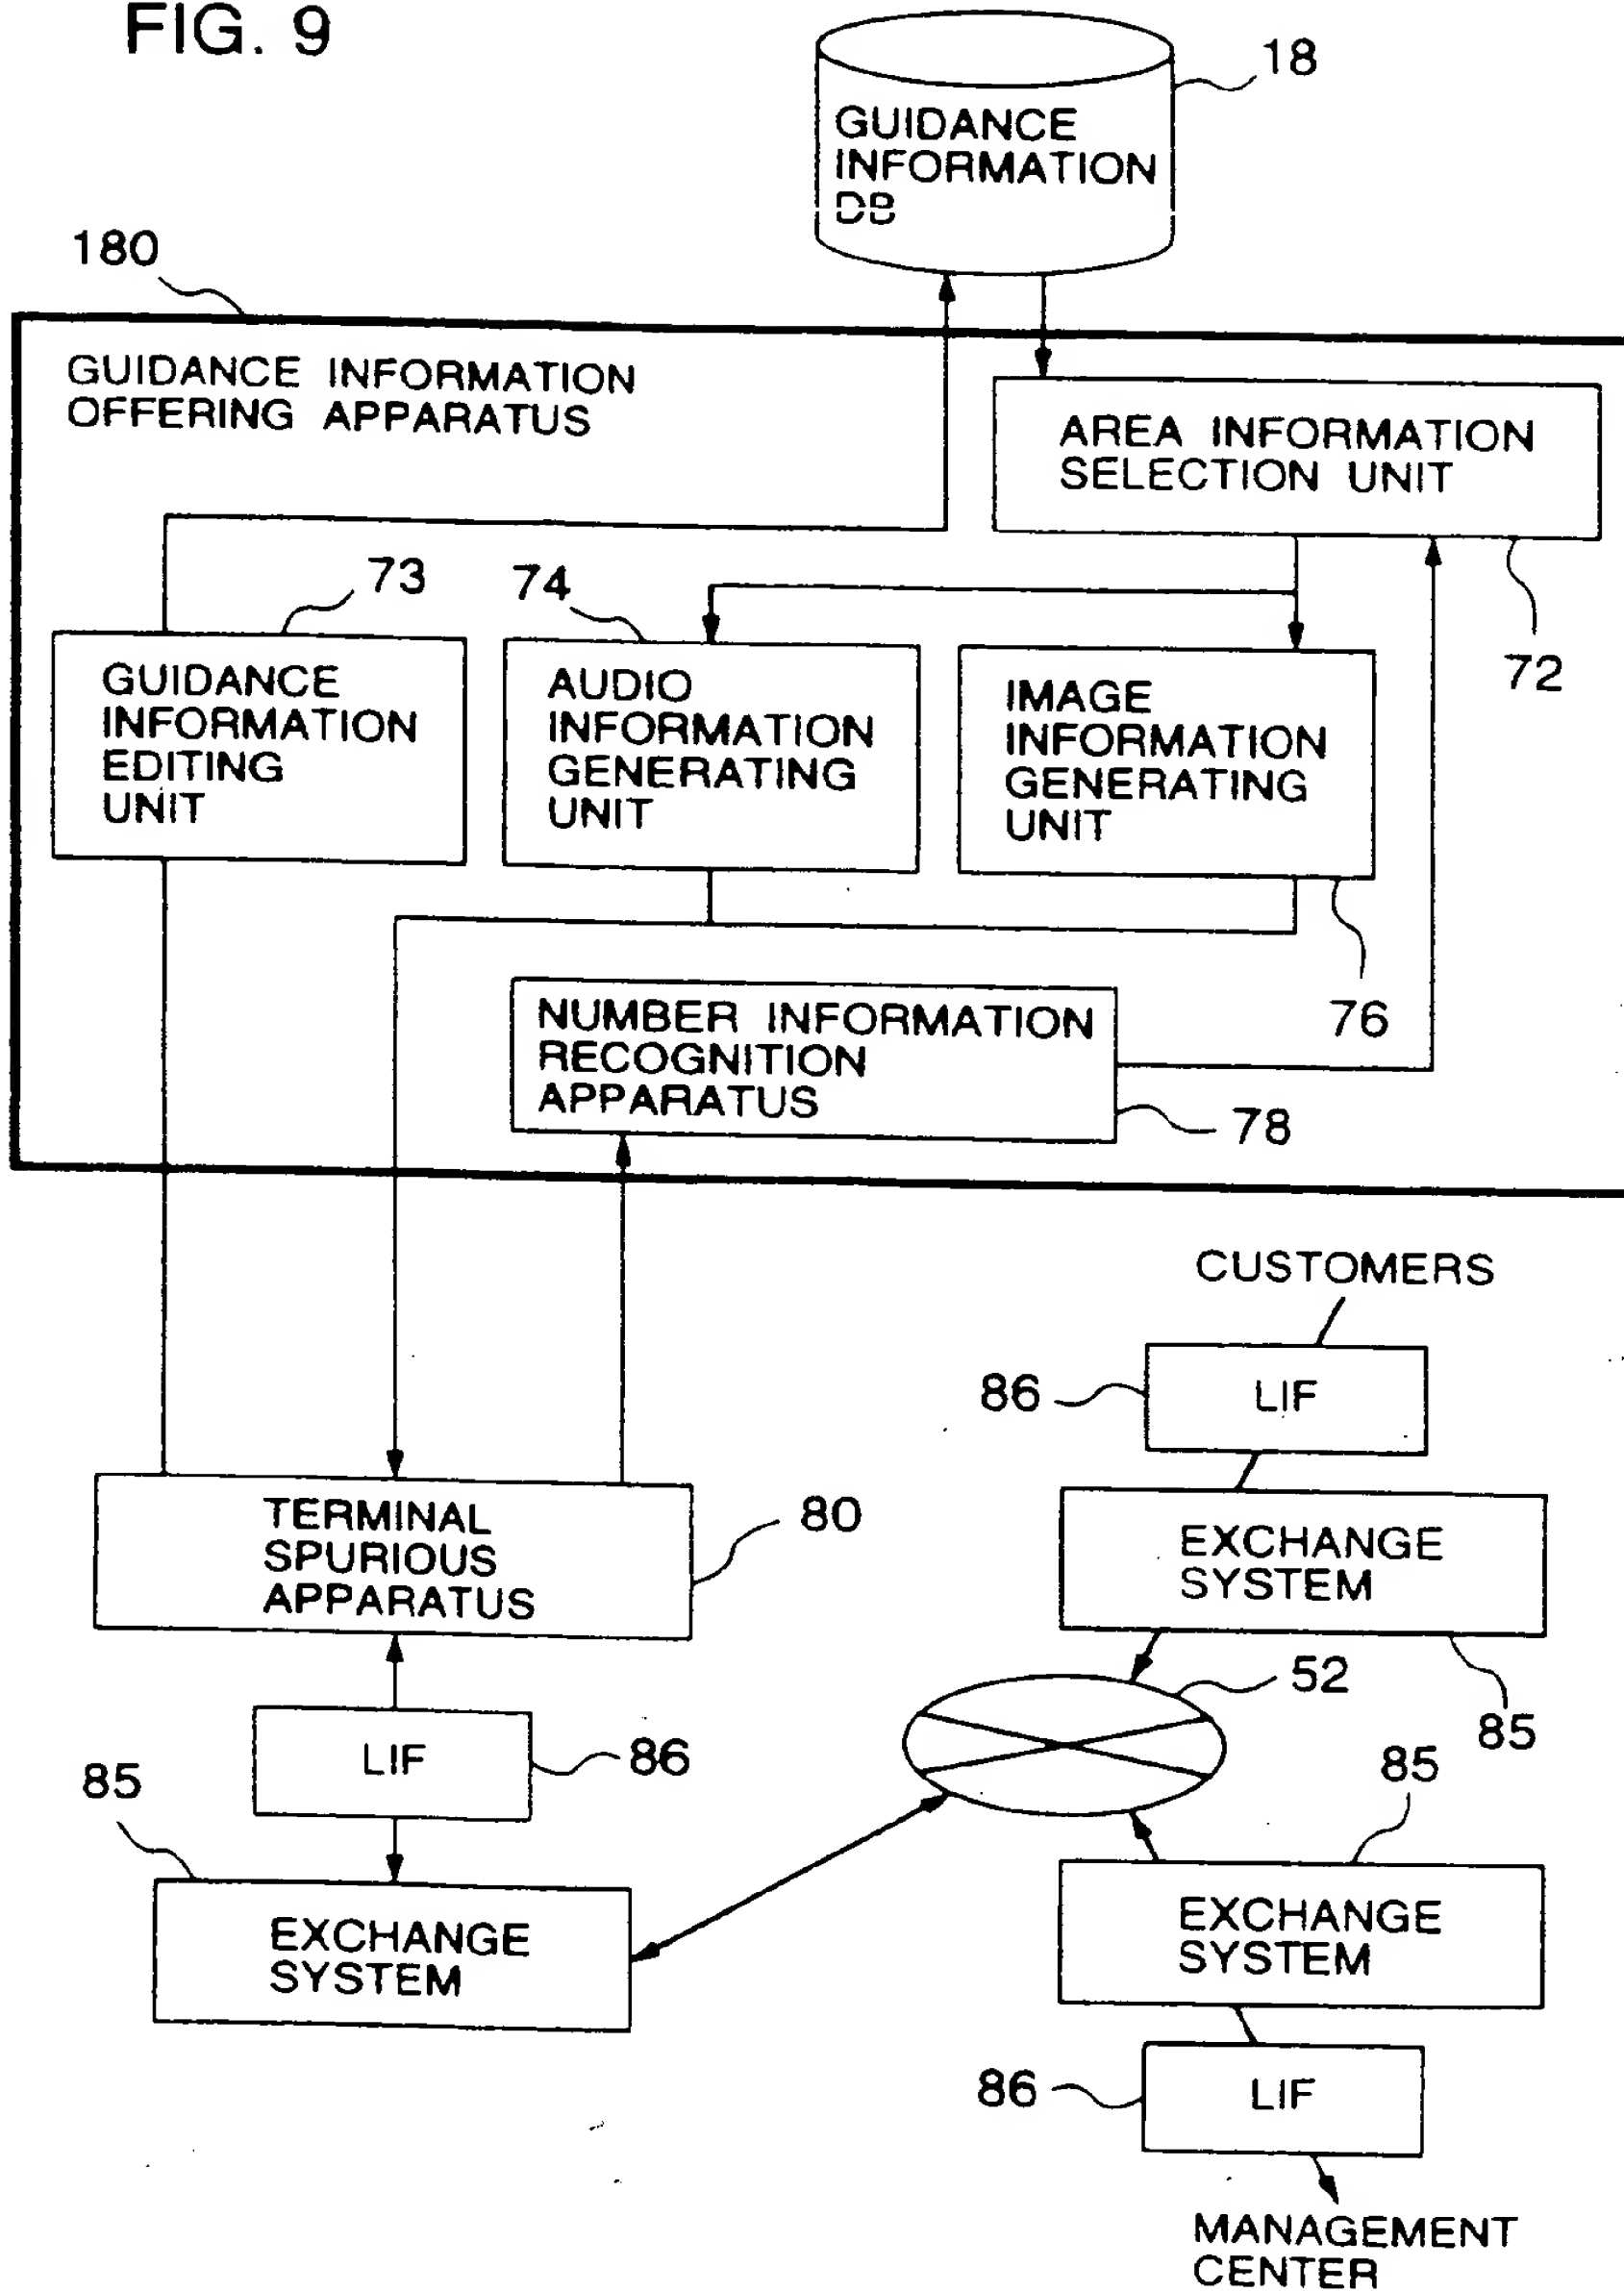 FIG. 9
18
GUIDANCE
INFORMATION
DB
180
GUIDANCE INFORMATION
OFFERING APPARATUS
AREA INFORMATION
SELECTION UNIT
73
74
72
GUIDANCE
INFORMATION
EDITING
UNIT
AUDIO
INFORMATION
GENERATING
UNIT
IMAGE
INFORMATION
GENERATING
UNIT
76
NUMBER INFORMATION
RECOGNITION
APPARATUS
78
CUSTOMERS
86
LIF
TERMINAL
SPURIOUS
APPARATUS
80
EXCHANGE
SYSTEM
85
52
LIF
86
85
85
EXCHANGE
SYSTEM
EXCHANGE
SYSTEM
86
LIF
MANAGEMENT
CENTER